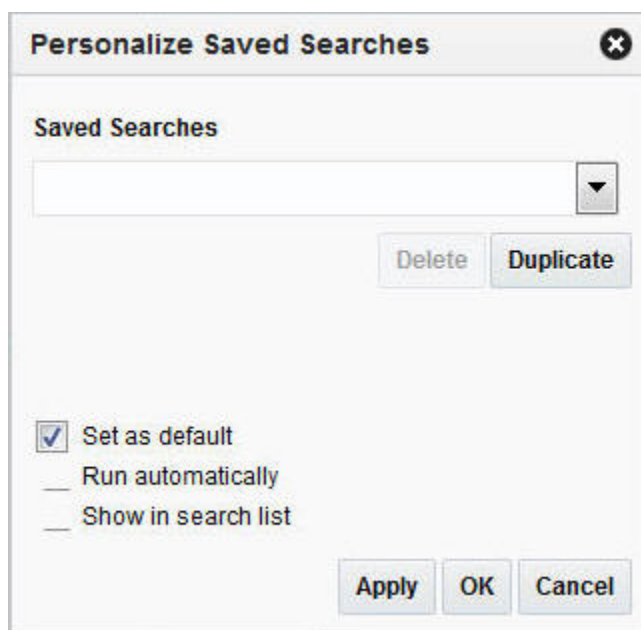 Personalize Saved Searches
Saved Searches
Delete Duplicate
Set as default
Run automatically
Show in search list
Apply OK Cancel